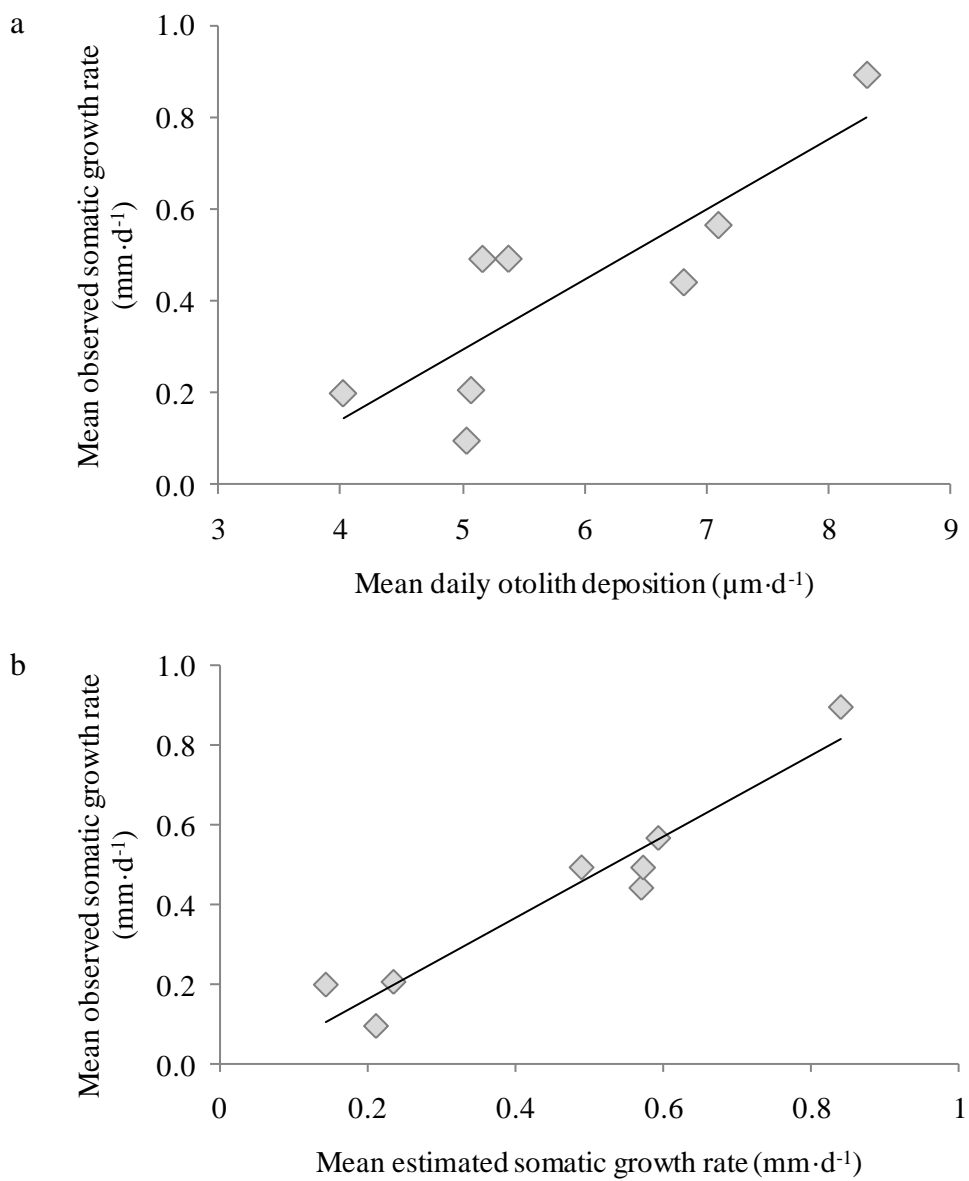 a
Mean observed somatic growth rate
(mm·d⁻¹)
1.0
0.8
0.6
0.4
0.2
0.0
3 4 5 6 7 8 9
Mean daily otolith deposition (µm·d⁻¹)
b
Mean observed somatic growth rate
(mm·d⁻¹)
1.0
0.8
0.6
0.4
0.2
0.0
0 0.2 0.4 0.6 0.8 1
Mean estimated somatic growth rate (mm·d⁻¹)